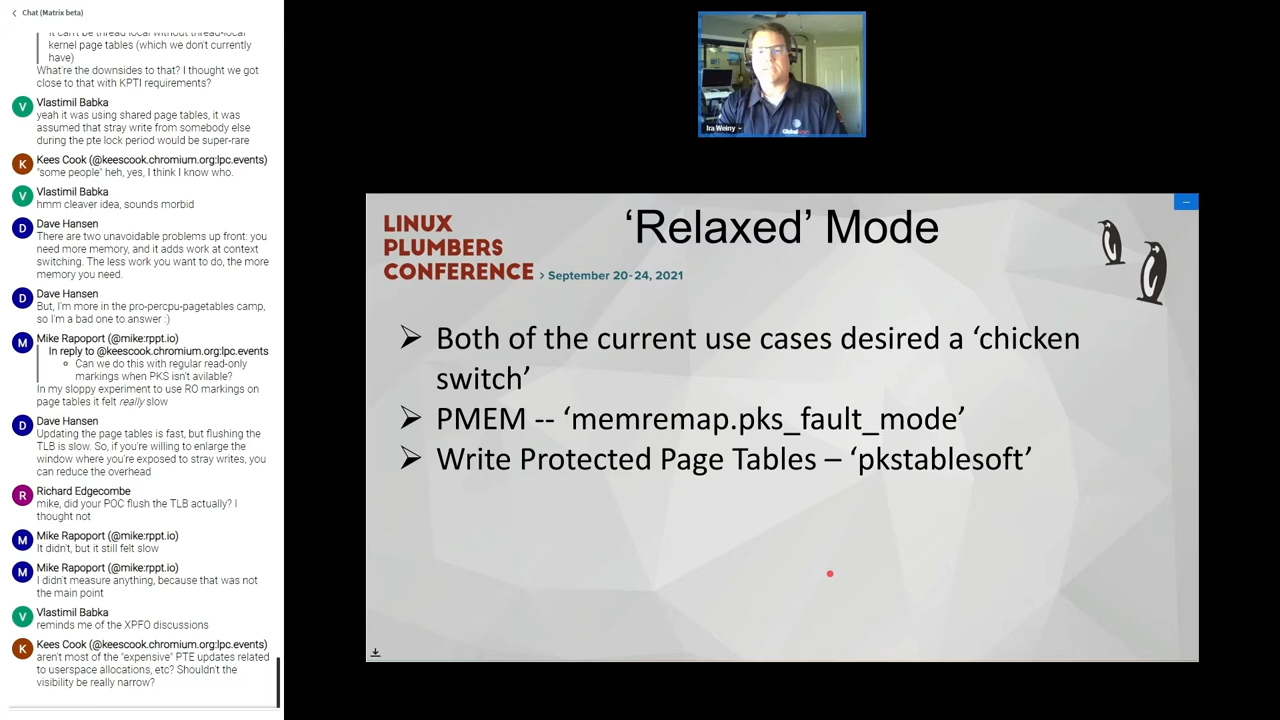 Chat (Matrix beta)
it can't be thread local without thread-local
kernel page tables (which we don't currently
have)
What're the downsides to that? I thought we got
close to that with KPTI requirements?
V
Vlastimil Babka
yeah it was using shared page tables, it was
assumed that stray write from somebody else
during the pte lock period would be super-rare
K
Kees Cook (@keescook.chromium.org:lpc.events)
"some people" heh, yes, I think I know who.
V
Vlastimil Babka
hmm cleaver idea, sounds morbid
D
Dave Hansen
There are two unavoidable problems up front: you
need more memory, and it adds work at context
switching. The less work you want to do, the more
memory you need.
D
Dave Hansen
But, I'm more in the pro-percpu-pagetables camp,
so I'm a bad one to answer :)
M
Mike Rapoport (@mike:rppt.io)
In reply to @keescook.chromium.org:lpc.events
Can we do this with regular read-only
markings when PKS isn't avilable?
In my sloppy experiment to use RO markings on
page tables it felt really slow
D
Dave Hansen
Updating the page tables is fast, but flushing the
TLB is slow. So, if you're willing to enlarge the
window where you're exposed to stray writes, you
can reduce the overhead
R
Richard Edgecombe
mike, did your POC flush the TLB actually? I
thought not
M
Mike Rapoport (@mike:rppt.io)
It didn't, but it still felt slow
M
Mike Rapoport (@mike:rppt.io)
I didn't measure anything, because that was not
the main point
V
Vlastimil Babka
reminds me of the XPFO discussions
K
Kees Cook (@keescook.chromium.org:lpc.events)
aren't most of the "expensive" PTE updates related
to userspace allocations, etc? Shouldn't the
visibility be really narrow?
Ira Weiny
LINUX
PLUMBERS
CONFERENCE > September 20-24, 2021
‘Relaxed’ Mode
Both of the current use cases desired a ‘chicken
switch’
PMEM -- ‘memremap.pks_fault_mode’
Write Protected Page Tables – ‘pkstablesoft’